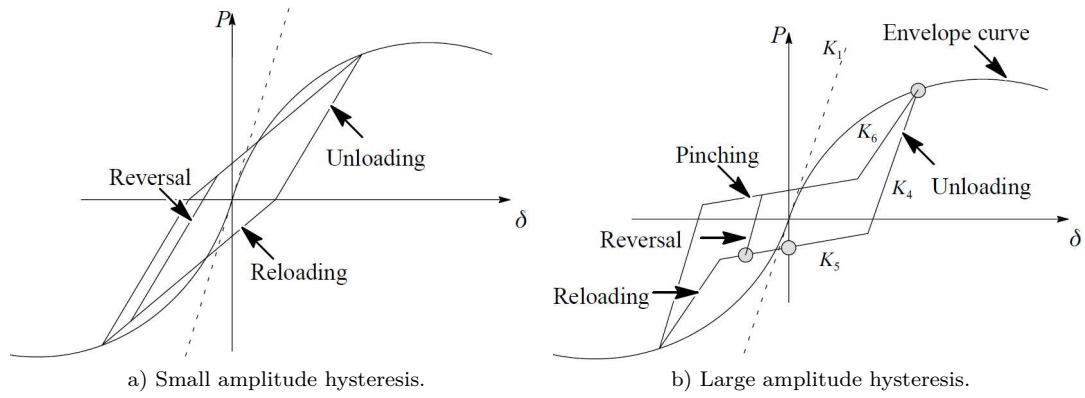 P
Unloading
Reversal
δ
Reloading
a) Small amplitude hysteresis.
P
K1'
Envelope curve
K6
Pinching
K4
Unloading
Reversal
δ
K5
Reloading
b) Large amplitude hysteresis.